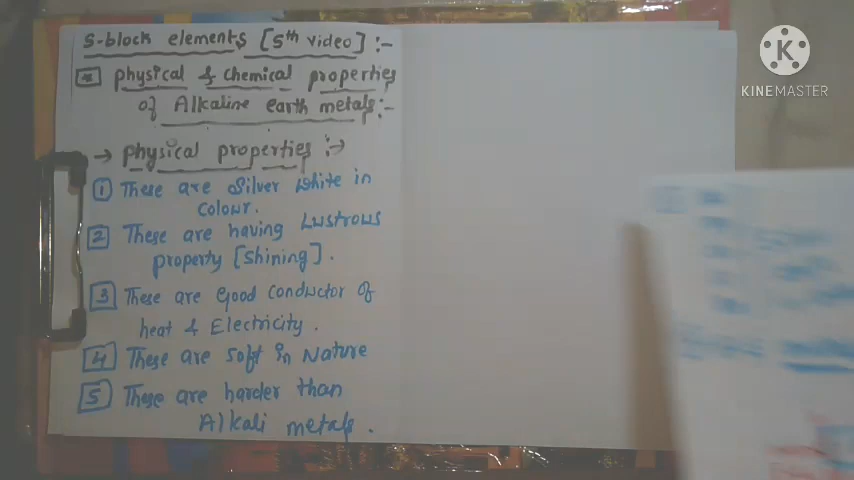 S-block elements [5th video] :-
* physical & chemical properties
of Alkaline earth metals:-
→ physical properties :→
1 These are Silver white in
colour.
2 These are having Lustrous
property [shining].
3 These are Good conductor of
heat & Electricity.
4 These are soft in Nature
5 These are harder than
Alkali metals.
K
KINEMASTER